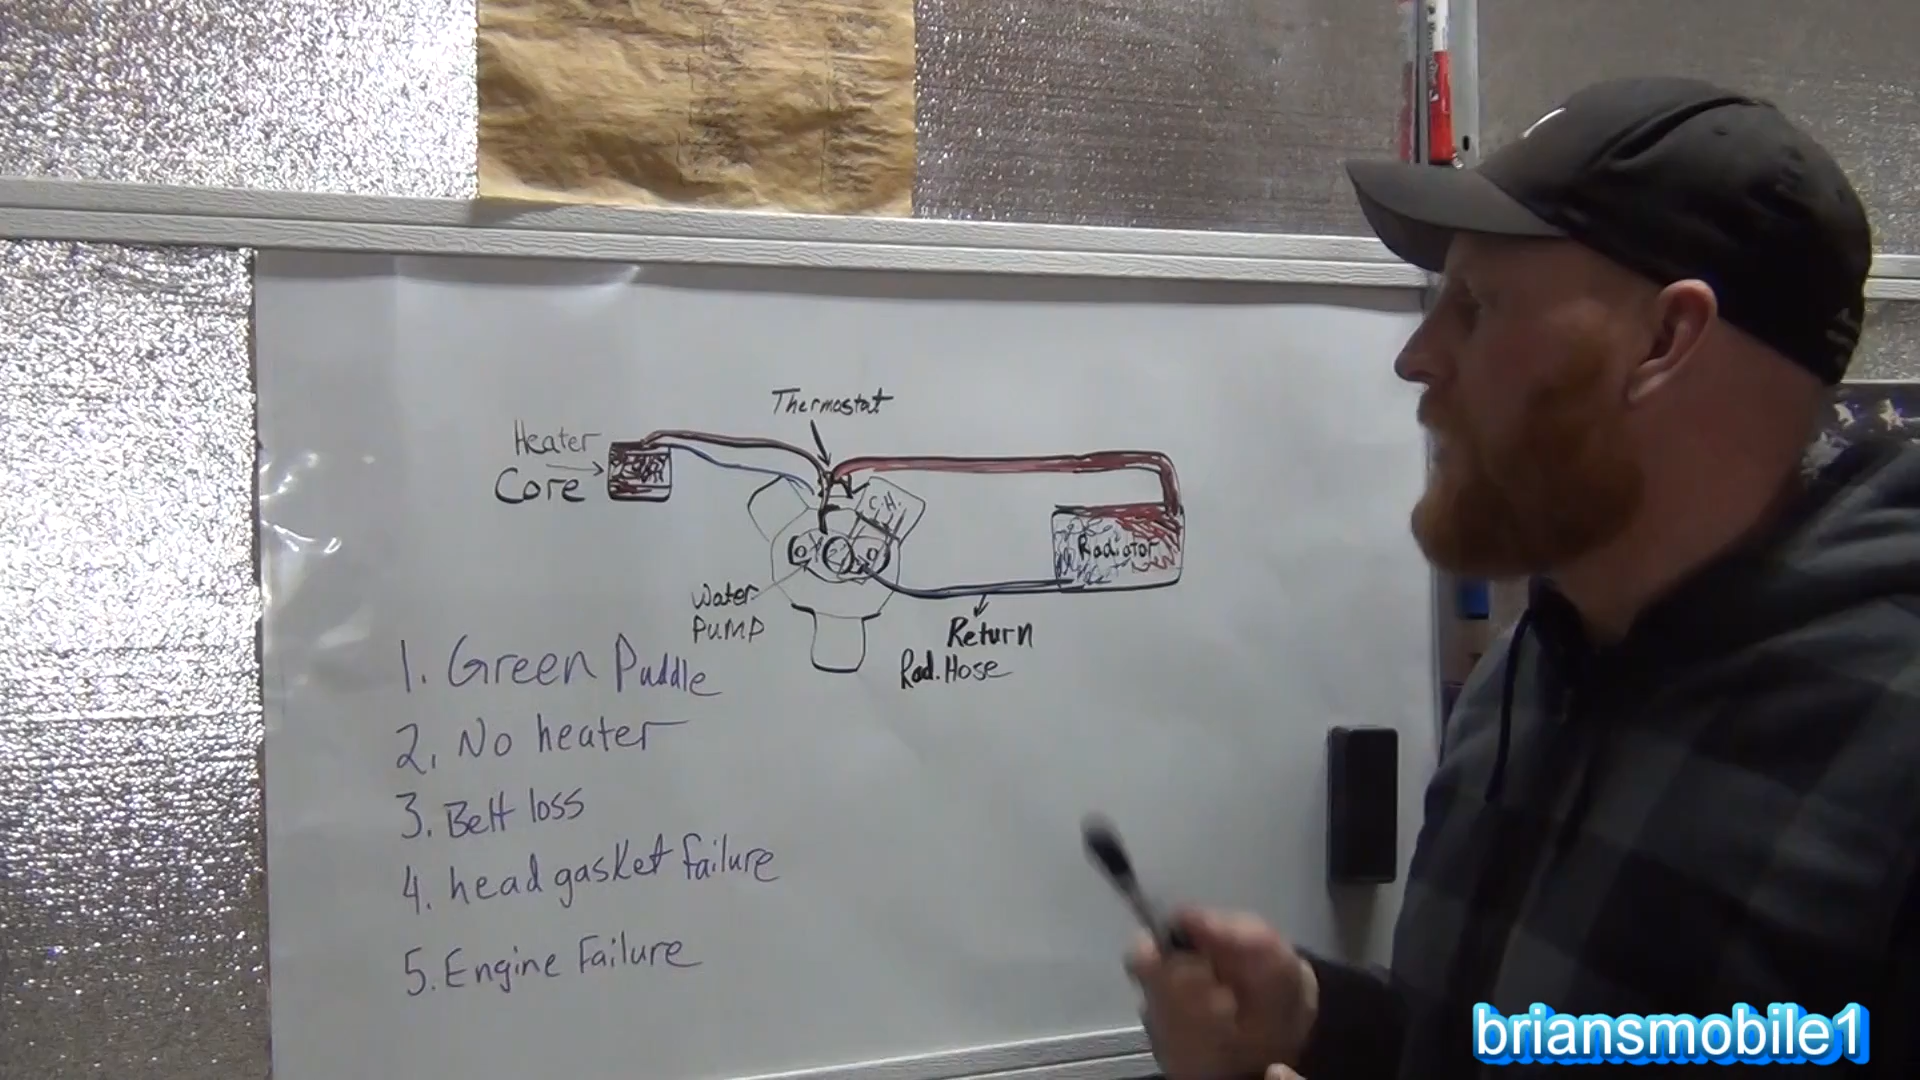 Thermostat
Heater
Core
C.H.
Radiator
Water
PUMP
Return
Rad. Hose
1. Green Puddle
2. No heater
3. Belt loss
4. head gasket failure
5. Engine Failure
briansmobile1